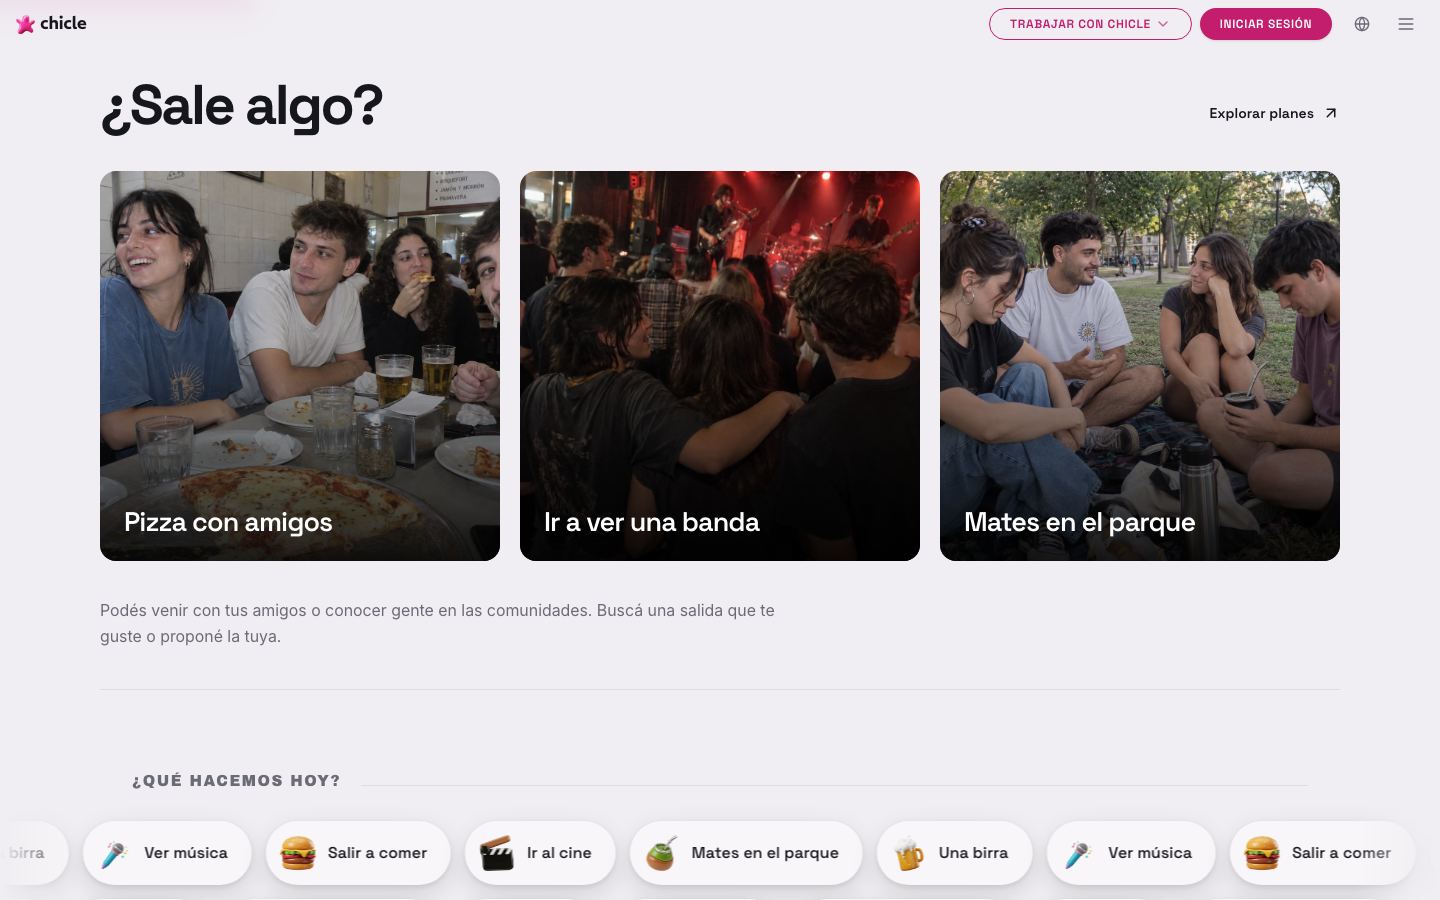 chicle
TRABAJAR CON CHICLE
INICIAR SESIÓN
¿Sale algo?
Explorar planes
JAMÓN Y MORRÓN
Pizza con amigos
Ir a ver una banda
Mates en el parque
Podés venir con tus amigos o conocer gente en las comunidades. Buscá una salida que te
guste o proponé la tuya.
¿QUÉ HACEMOS HOY?
birra
Ver música
Salir a comer
Ir al cine
Mates en el parque
Una birra
Ver música
Salir a comer